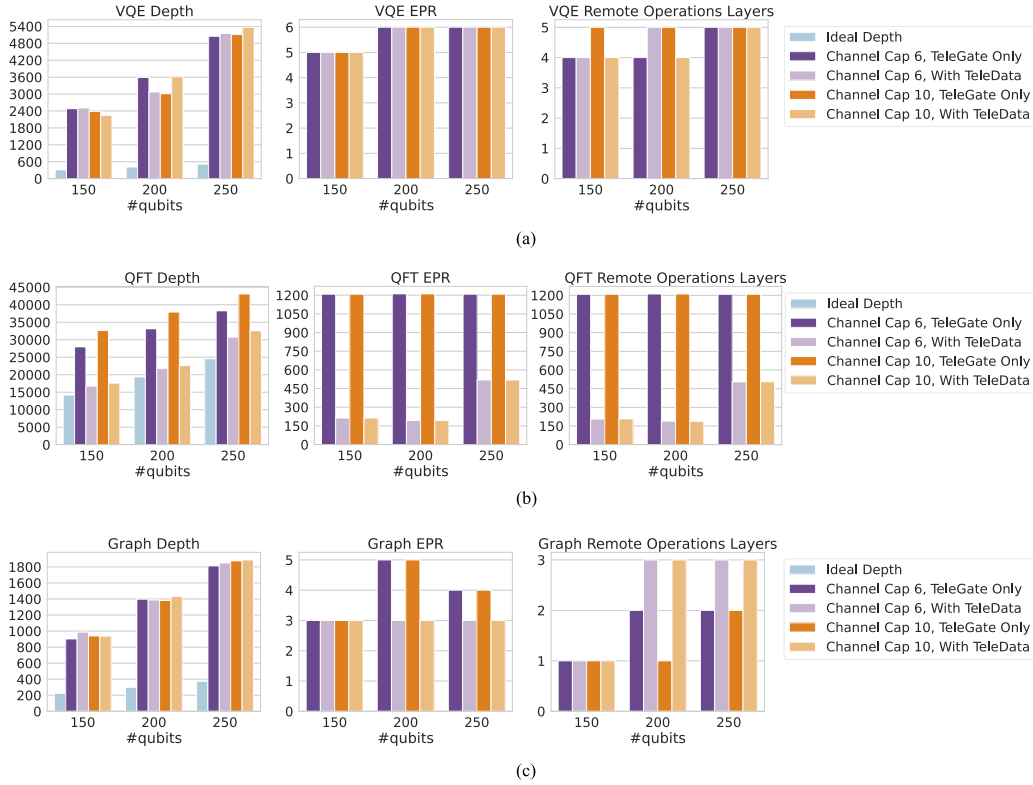 VQE Depth
5400
4800
4200
3600
3000
2400
1800
1200
600
0
150 200 250
#qubits
VQE EPR
6
5
4
3
2
1
0
150 200 250
#qubits
VQE Remote Operations Layers
5
4
3
2
1
0
150 200 250
#qubits
Ideal Depth
Channel Cap 6, TeleGate Only
Channel Cap 6, With TeleData
Channel Cap 10, TeleGate Only
Channel Cap 10, With TeleData
(a)
QFT Depth
45000
40000
35000
30000
25000
20000
15000
10000
5000
0
150 200 250
#qubits
QFT EPR
1200
1050
900
750
600
450
300
150
0
150 200 250
#qubits
QFT Remote Operations Layers
1200
1050
900
750
600
450
300
150
0
150 200 250
#qubits
Ideal Depth
Channel Cap 6, TeleGate Only
Channel Cap 6, With TeleData
Channel Cap 10, TeleGate Only
Channel Cap 10, With TeleData
(b)
Graph Depth
1800
1600
1400
1200
1000
800
600
400
200
0
150 200 250
#qubits
Graph EPR
5
4
3
2
1
0
150 200 250
#qubits
Graph Remote Operations Layers
3
2
1
0
150 200 250
#qubits
Ideal Depth
Channel Cap 6, TeleGate Only
Channel Cap 6, With TeleData
Channel Cap 10, TeleGate Only
Channel Cap 10, With TeleData
(c)